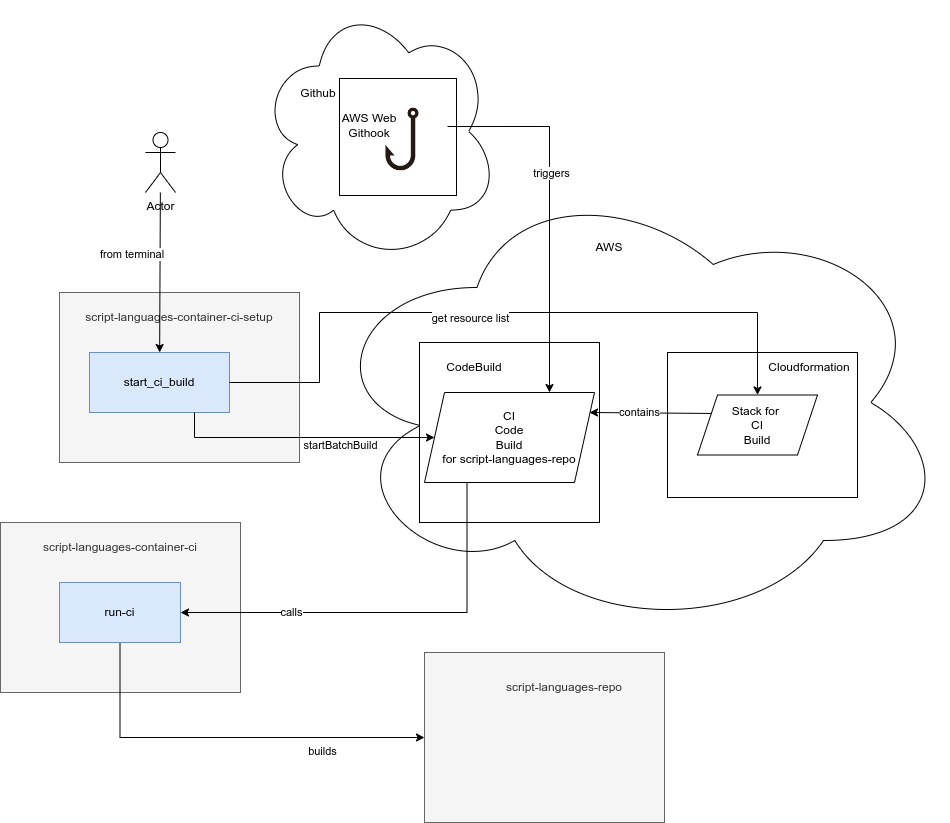 Github
AWS Web
Githook
triggers
Actor
from terminal
AWS
script-languages-container-ci-setup
get resource list
start_ci_build
CodeBuild
Cloudformation
CI
Code
Build
for script-languages-repo
contains
Stack for
CI
Build
startBatchBuild
script-languages-container-ci
run-ci
calls
script-languages-repo
builds